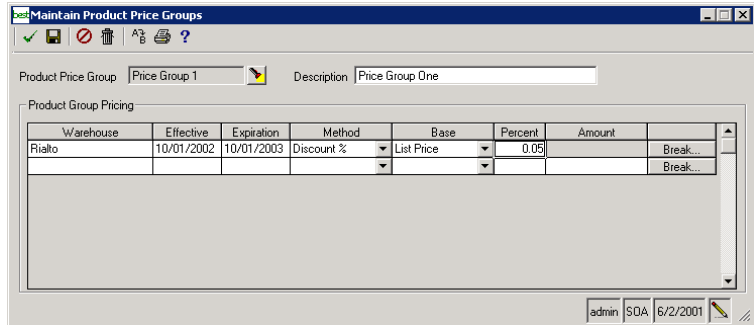 best Maintain Product Price Groups
Product Price Group Price Group 1 Description Price Group One
Product Group Pricing
Warehouse Effective Expiration Method Base Percent Amount
Rialto 10/01/2002 10/01/2003 Discount % List Price 0.05 Break...
Break...
admin SOA 6/2/2001